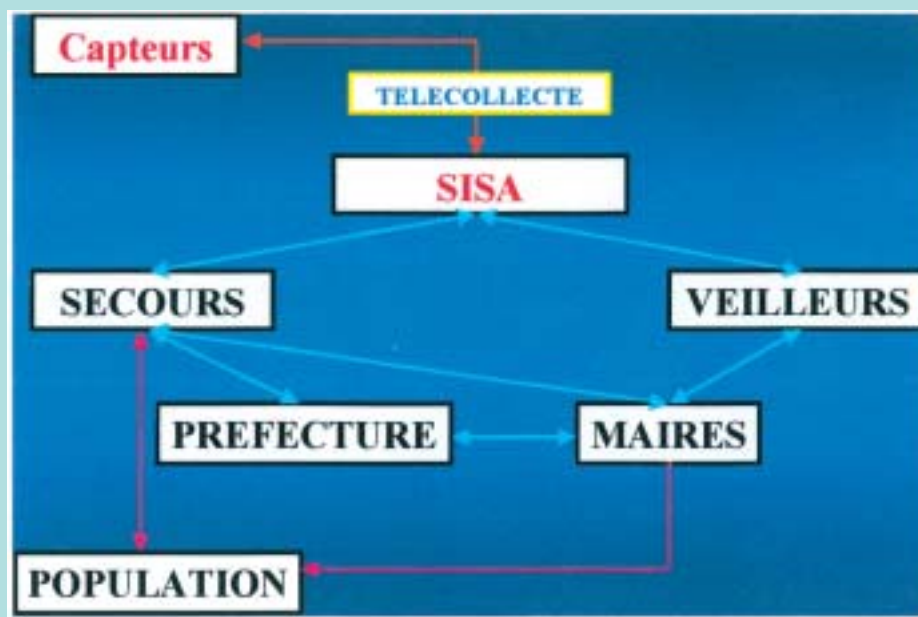 Capteurs
TELECOLLECTE
SISA
SECOURS
VEILLEURS
PREFECTURE
MAIRES
POPULATION